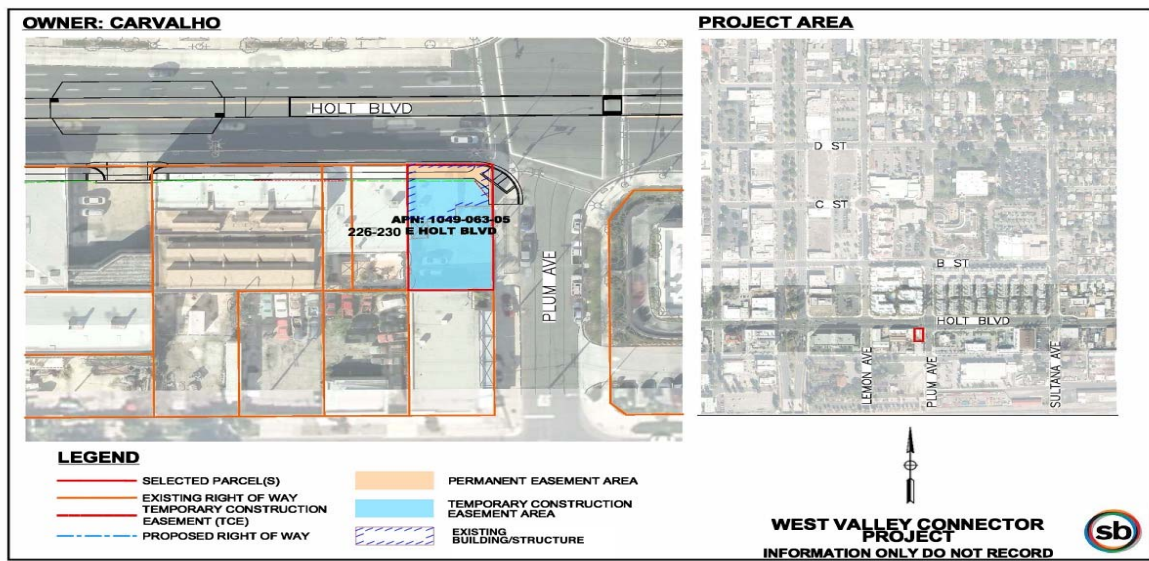 OWNER: CARVALHO
HOLT BLVD
APN: 1049-063-05
226-230 E HOLT BLVD
PLUM AVE
LEGEND
SELECTED PARCEL(S)
EXISTING RIGHT OF WAY
TEMPORARY CONSTRUCTION
EASEMENT (TCE)
PROPOSED RIGHT OF WAY
PERMANENT EASEMENT AREA
TEMPORARY CONSTRUCTION
EASEMENT AREA
EXISTING
BUILDING/STRUCTURE
PROJECT AREA
D ST
C ST
B ST
HOLT BLVD
LEMON AVE
PLUM AVE
SULTANA AVE
WEST VALLEY CONNECTOR
PROJECT
INFORMATION ONLY DO NOT RECORD
sb